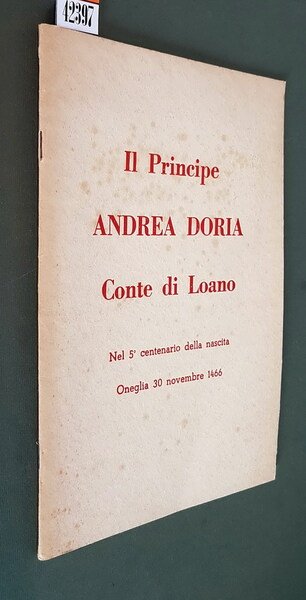 42397
Il Principe
ANDREA DORIA
Conte di Loano
Nel 5° centenario della nascita
Oneglia 30 novembre 1466